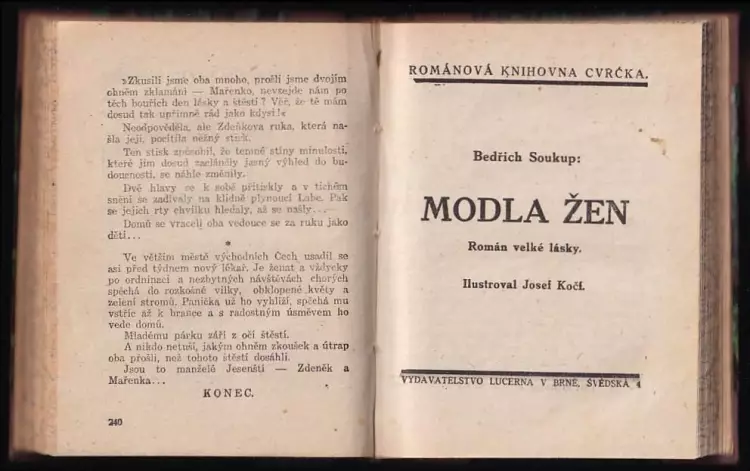 »Zkusili jsme oba mnoho, prošli jsme dvojím
ohněm zklamání — Mařenko, nevzejde nám po
těch bouřích den lásky a štěstí? Věř, že tě mám
dosud tak upřímně rád jako kdysi!«
Neodpověděla, ale Zdeňkova ruka, která na-
šla její, pocítila něžný stisk.
Ten stisk způsobil, že temné stíny minulosti,
které jim dosud zacláněly jasný výhled do bu-
doucnosti, se náhle změnily.
Dvě hlavy se k sobě přitiskly a v tichém
snění se zadívaly na klidně plynoucí Labe. Pak
se jejich rty chvilku hledaly, až se našly...
Domů se vraceli oba vedouce se za ruku jako
děti...
*
Ve větším městě východních Čech usadil se
asi před týdnem nový lékař. Je ženat a vždycky
po ordinaci a nezbytných návštěvách chorých
spěchá do rozkošné vilky, obklopené květy a
zelení stromů. Panička už ho vyhlíží, spěchá mu
vstříc až k brance a s radostným úsměvem ho
vede domů.
Mladému párku září z očí štěstí.
A nikdo netuší, jakým ohněm zkoušek a útrap
oba prošli, než tohoto štěstí dosáhli.
Jsou to manželé Jesenští — Zdeněk a
Mařenka...
KONEC.
240
ROMÁNOVÁ KNIHOVNA CVRČKA.
Bedřich Soukup:
MODLA ŽEN
Román velké lásky.
Ilustroval Josef Kočí.
VYDAVATELSTVO LUCERNA V BRNĚ, ŠVÉDSKÁ